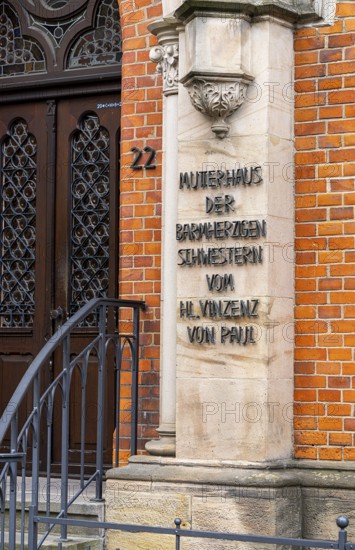 22
MUTTERHAUS
DER
BARMHERZIGEN
SCHWESTERN
VOM
HL. VINZENZ
VON PAUL